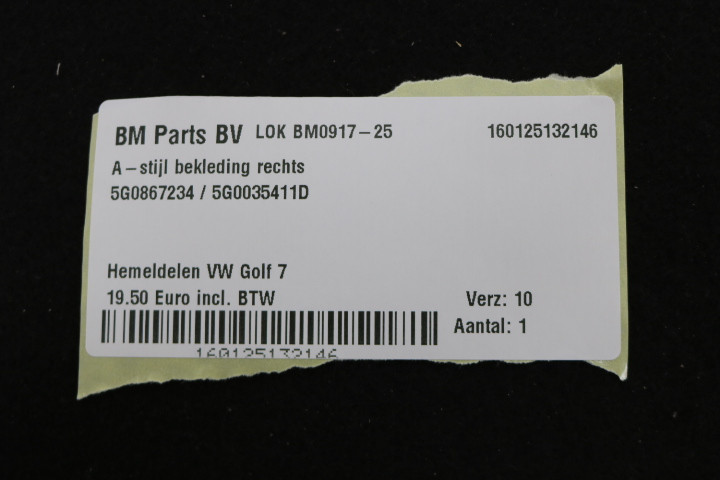 BM Parts BV LOK BM0917-25 160125132146
A-stijl bekleding rechts
5G0867234 / 5G0035411D
Hemeldelen VW Golf 7
19.50 Euro incl. BTW Verz: 10
Aantal: 1
160125132146